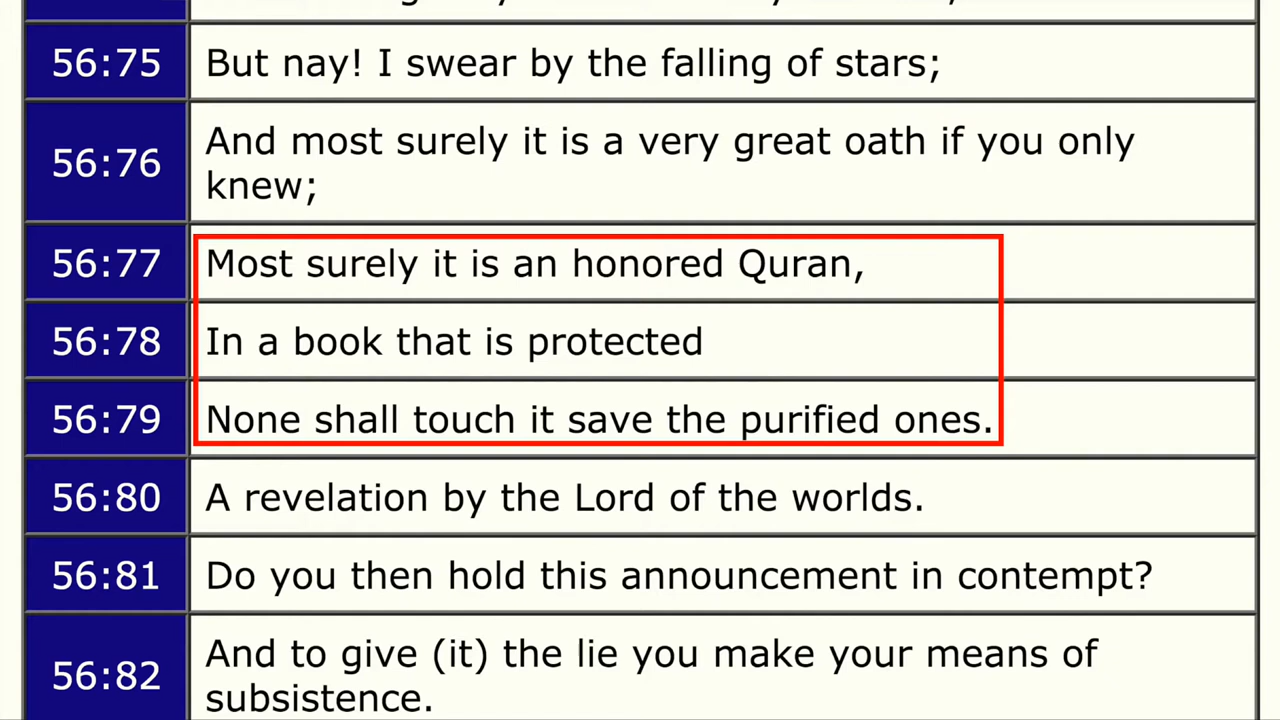 56:75 But nay! I swear by the falling of stars;
56:76 And most surely it is a very great oath if you only
knew;
56:77 Most surely it is an honored Quran,
56:78 In a book that is protected
56:79 None shall touch it save the purified ones.
56:80 A revelation by the Lord of the worlds.
56:81 Do you then hold this announcement in contempt?
56:82 And to give (it) the lie you make your means of
subsistence.